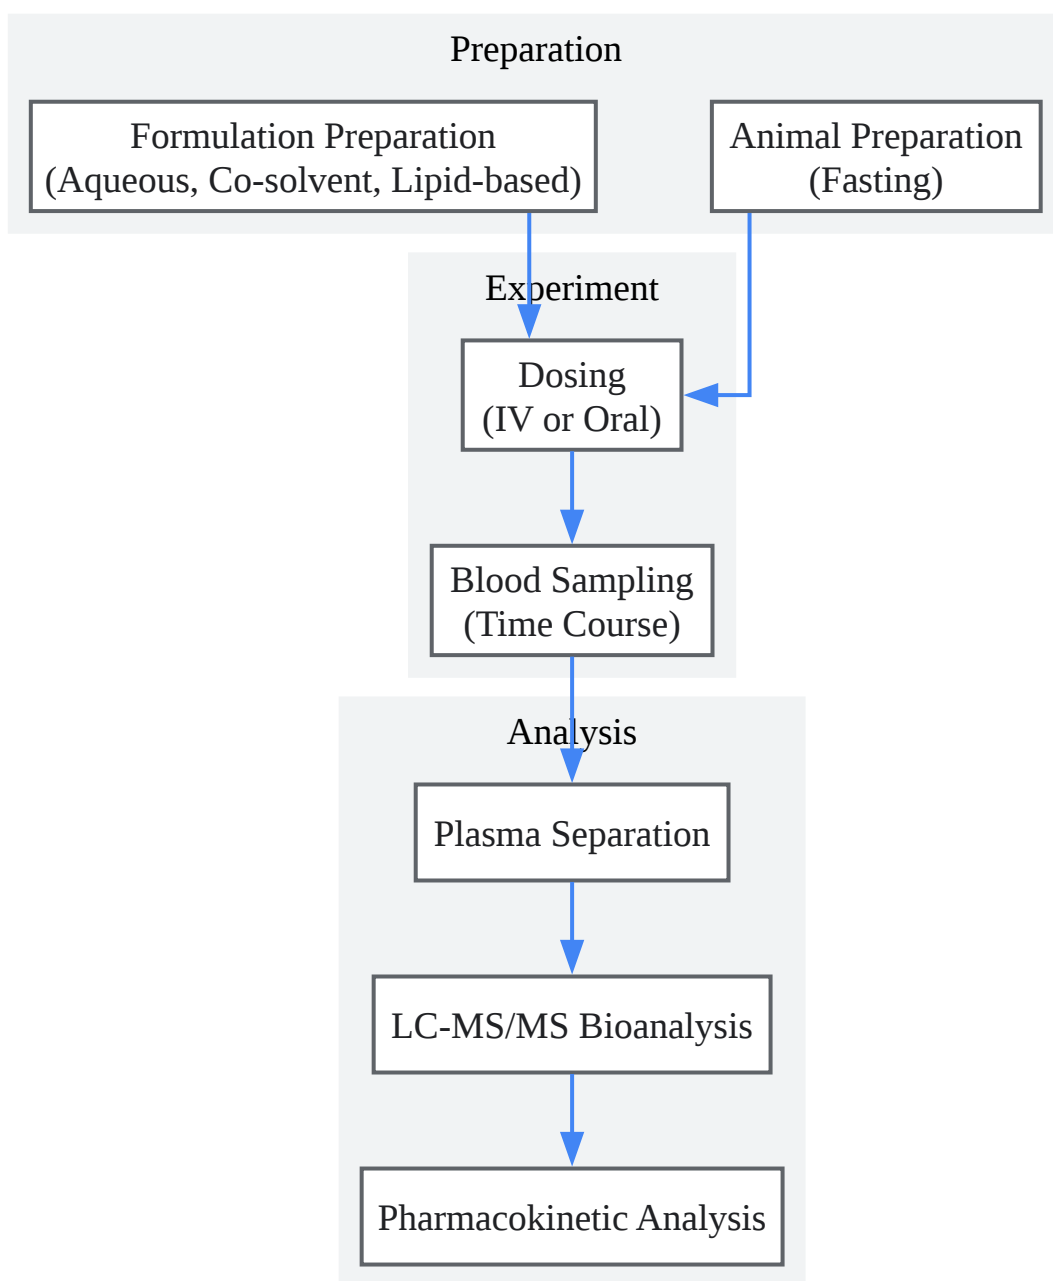 Preparation
Formulation Preparation
(Aqueous, Co-solvent, Lipid-based)
Animal Preparation
(Fasting)
Experiment
Dosing
(IV or Oral)
Blood Sampling
(Time Course)
Analysis
Plasma Separation
LC-MS/MS Bioanalysis
Pharmacokinetic Analysis